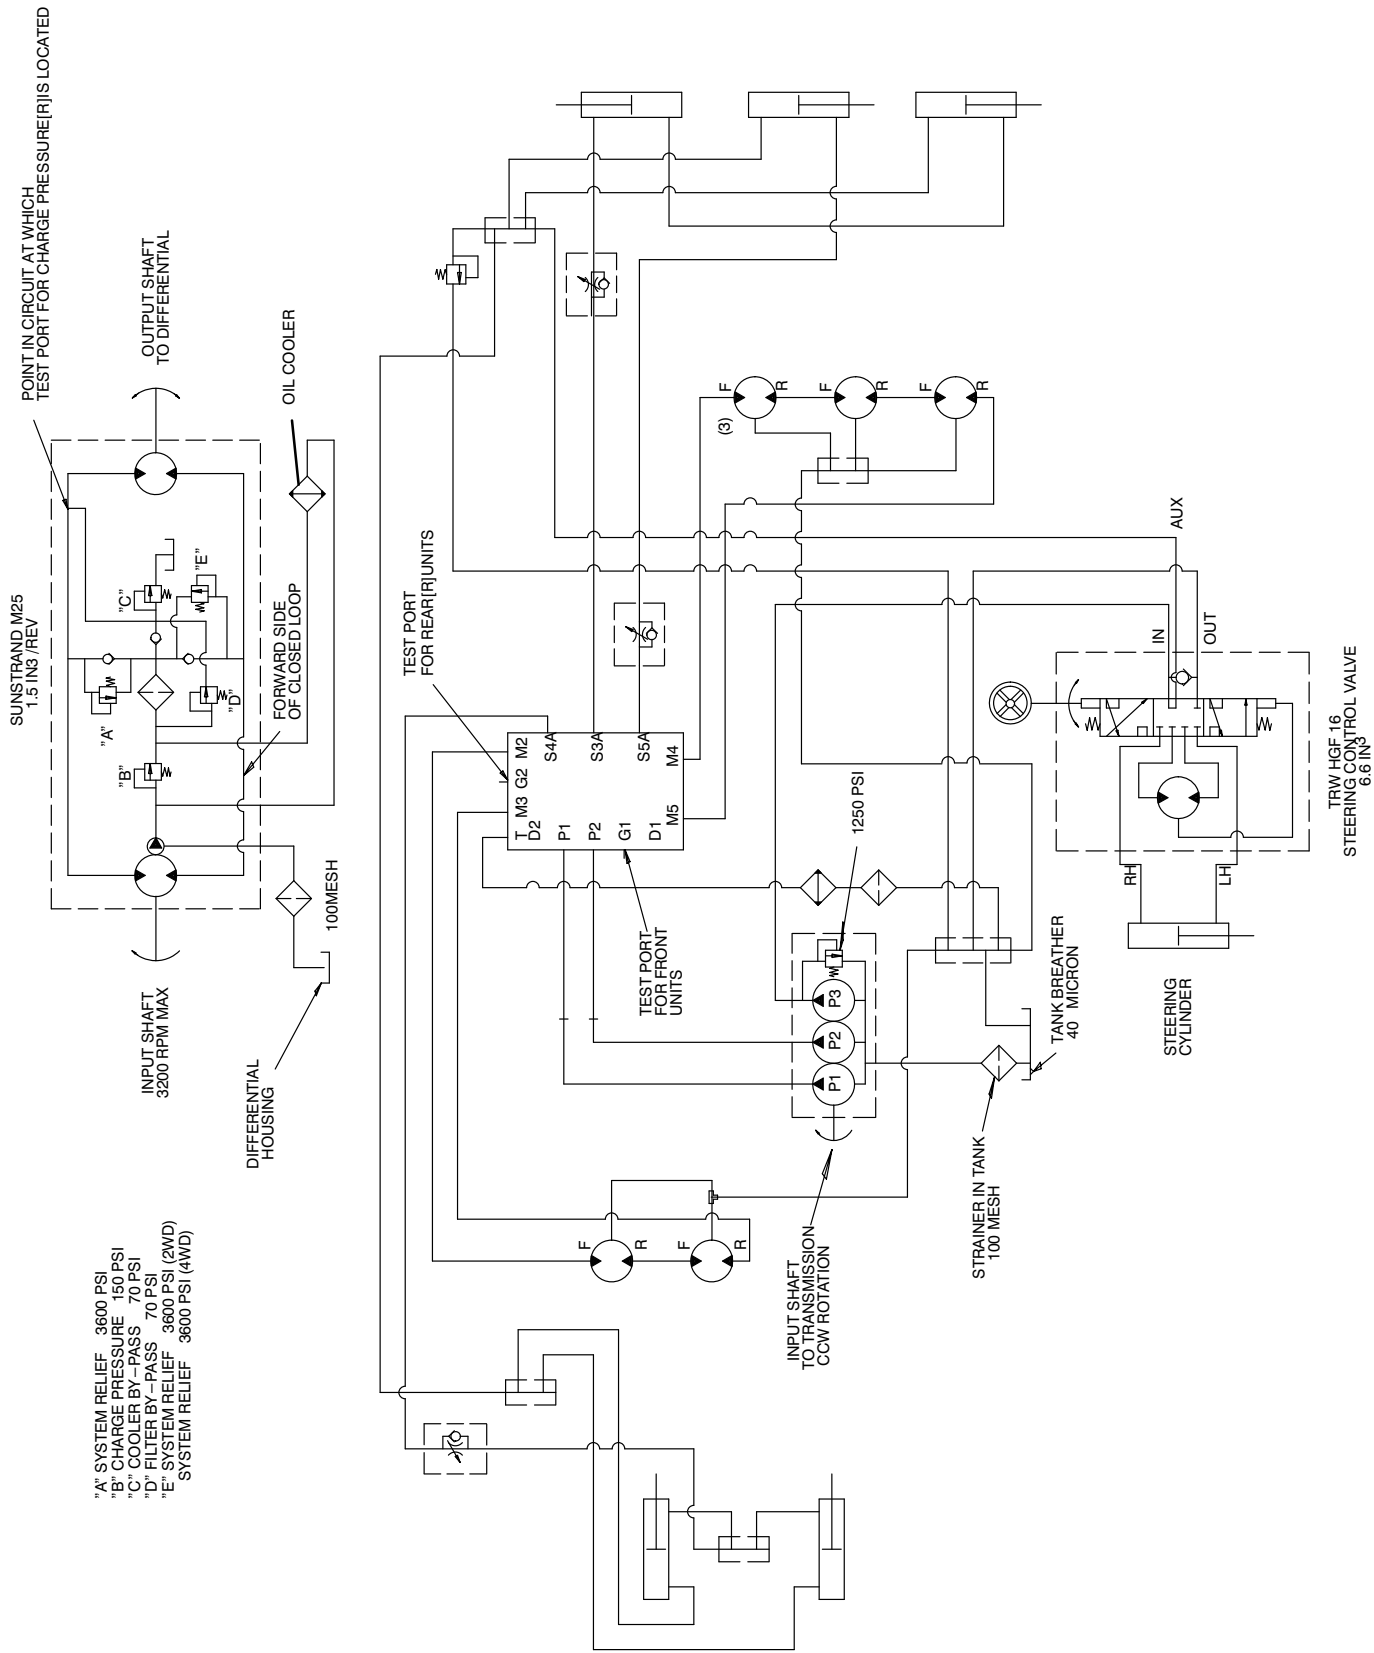 SUNSTRAND M25
1.5 IN3 /REV
POINT IN CIRCUIT AT WHICH
TEST PORT FOR CHARGE PRESSURE[R]IS LOCATED
OUTPUT SHAFT
TO DIFFERENTIAL
OIL COOLER
"A"
"B"
"C"
"D"
"E"
FORWARD SIDE
OF CLOSED LOOP
100MESH
INPUT SHAFT
3200 RPM MAX
DIFFERENTIAL
HOUSING
"A" SYSTEM RELIEF 3600 PSI
"B" CHARGE PRESSURE 150 PSI
"C" COOLER BY–PASS 70 PSI
"D" FILTER BY–PASS 70 PSI
"E" SYSTEM RELIEF 3600 PSI (2WD)
SYSTEM RELIEF 3600 PSI (4WD)
TEST PORT
FOR REAR[R]UNITS
T
D2
M3
G2
M2
S4A
P1
P2
G1
D1
S3A
S5A
M5
M4
TEST PORT
FOR FRONT
UNITS
1250 PSI
P1
P2
P3
INPUT SHAFT
TO TRANSMISSION
CCW ROTATION
STRAINER IN TANK
100 MESH
TANK BREATHER
40 MICRON
F
R
F
R
(3)
F
R
F
R
F
R
AUX
IN
OUT
RH
LH
STEERING
CYLINDER
TRW HGF 16
STEERING CONTROL VALVE
6.6 IN3